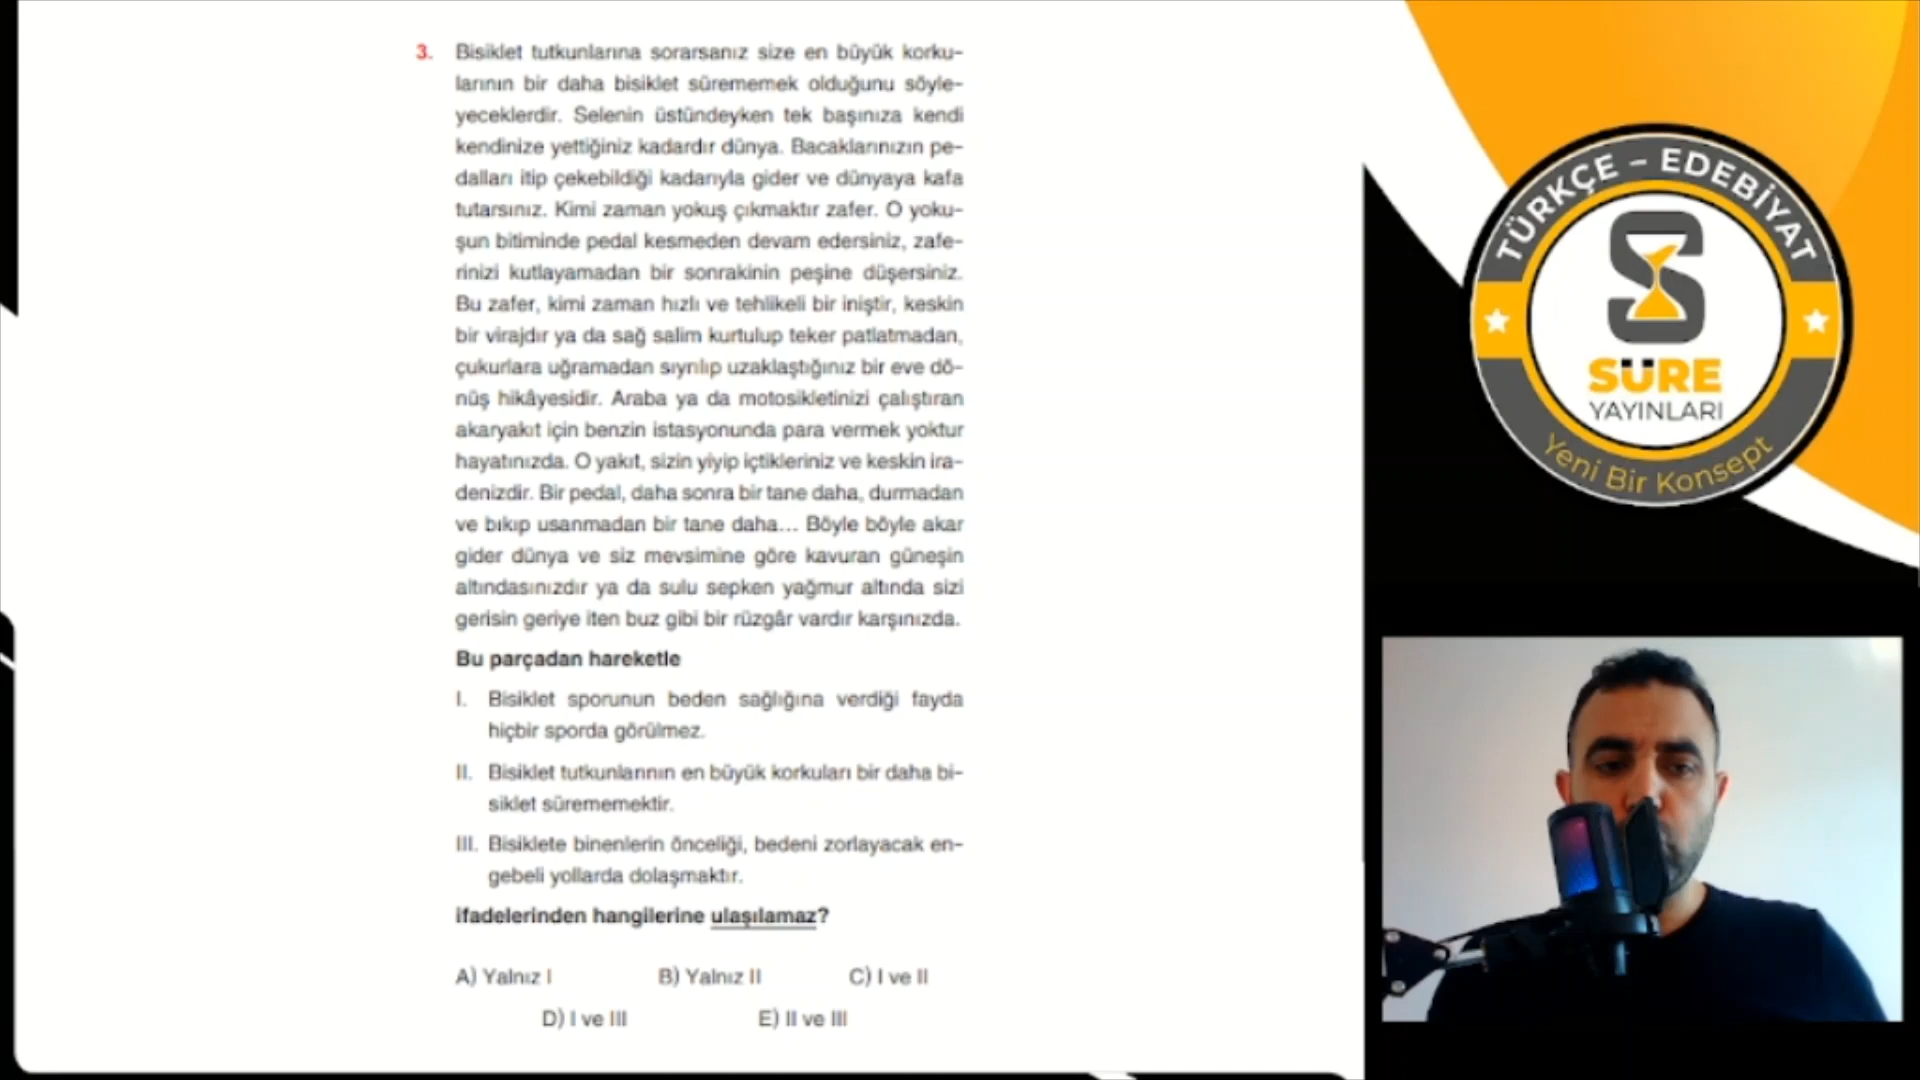 3. Bisiklet tutkunlarına sorarsanız size en büyük korku-
larının bir daha bisiklet sürememek olduğunu söyle-
yeceklerdir. Selenin üstündeyken tek başınıza kendi
kendinize yettiğiniz kadardır dünya. Bacaklarınızın pe-
dalları itip çekebildiği kadarıyla gider ve dünyaya kafa
tutarsınız. Kimi zaman yokuş çıkmaktır zafer. O yoku-
şun bitiminde pedal kesmeden devam edersiniz, zafe-
rinizi kutlayamadan bir sonrakinin peşine düşersiniz.
Bu zafer, kimi zaman hızlı ve tehlikeli bir iniştir, keskin
bir virajdır ya da sağ salim kurtulup teker patlatmadan,
çukurlara uğramadan sıyrılıp uzaklaştığınız bir eve dö-
nüş hikâyesidir. Araba ya da motosikletinizi çalıştıran
akaryakıt için benzin istasyonunda para vermek yoktur
hayatınızda. O yakıt, sizin yiyip içtikleriniz ve keskin ira-
denizdir. Bir pedal, daha sonra bir tane daha, durmadan
ve bıkıp usanmadan bir tane daha... Böyle böyle akar
gider dünya ve siz mevsimine göre kavuran güneşin
altındasınızdır ya da sulu sepken yağmur altında sizi
gerisin geriye iten buz gibi bir rüzgâr vardır karşınızda.
Bu parçadan hareketle
I. Bisiklet sporunun beden sağlığına verdiği fayda
hiçbir sporda görülmez.
II. Bisiklet tutkunlarının en büyük korkuları bir daha bi-
siklet sürememektir.
III. Bisiklete binenlerin önceliği, bedeni zorlayacak en-
gebeli yollarda dolaşmaktır.
ifadelerinden hangilerine ulaşılamaz?
A) Yalnız I B) Yalnız II C) I ve II
D) I ve III E) II ve III
TÜRKÇE – EDEBİYAT
SÜRE
YAYINLARI
Yeni Bir Konsept